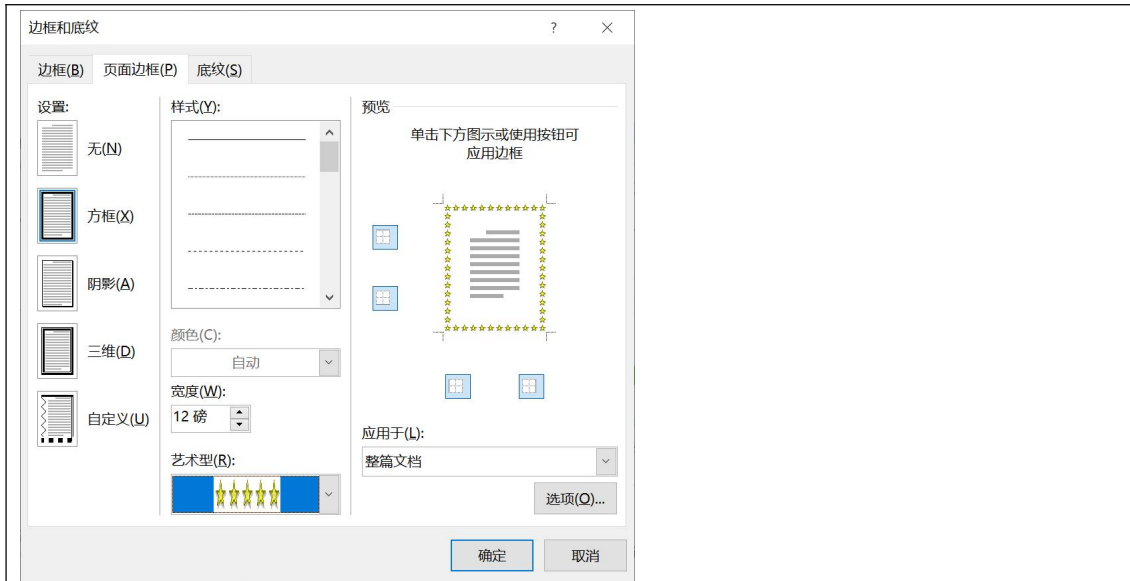 边框和底纹 ?
边框(B) 页面边框(P) 底纹(S)
设置:
无(N)
方框(X)
阴影(A)
三维(D)
自定义(U)
样式(Y):
颜色(C):
自动
宽度(W):
12 磅
艺术型(R):
预览
单击下方图示或使用按钮可
应用边框
应用于(L):
整篇文档
选项(O)...
确定 取消